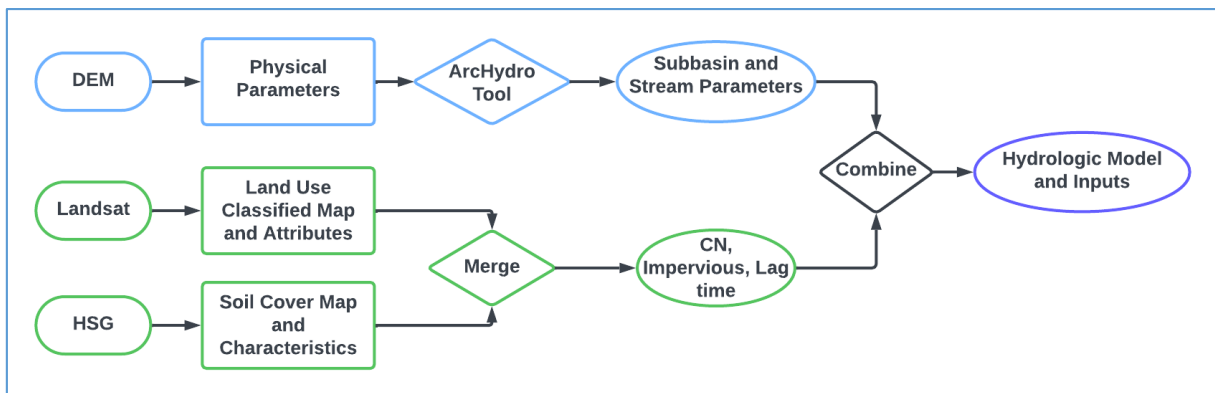 DEM
Physical
Parameters
ArcHydro
Tool
Subbasin and
Stream Parameters
Landsat
Land Use
Classified Map
and Attributes
HSG
Soil Cover Map
and
Characteristics
Merge
CN,
Impervious, Lag
time
Combine
Hydrologic Model
and Inputs